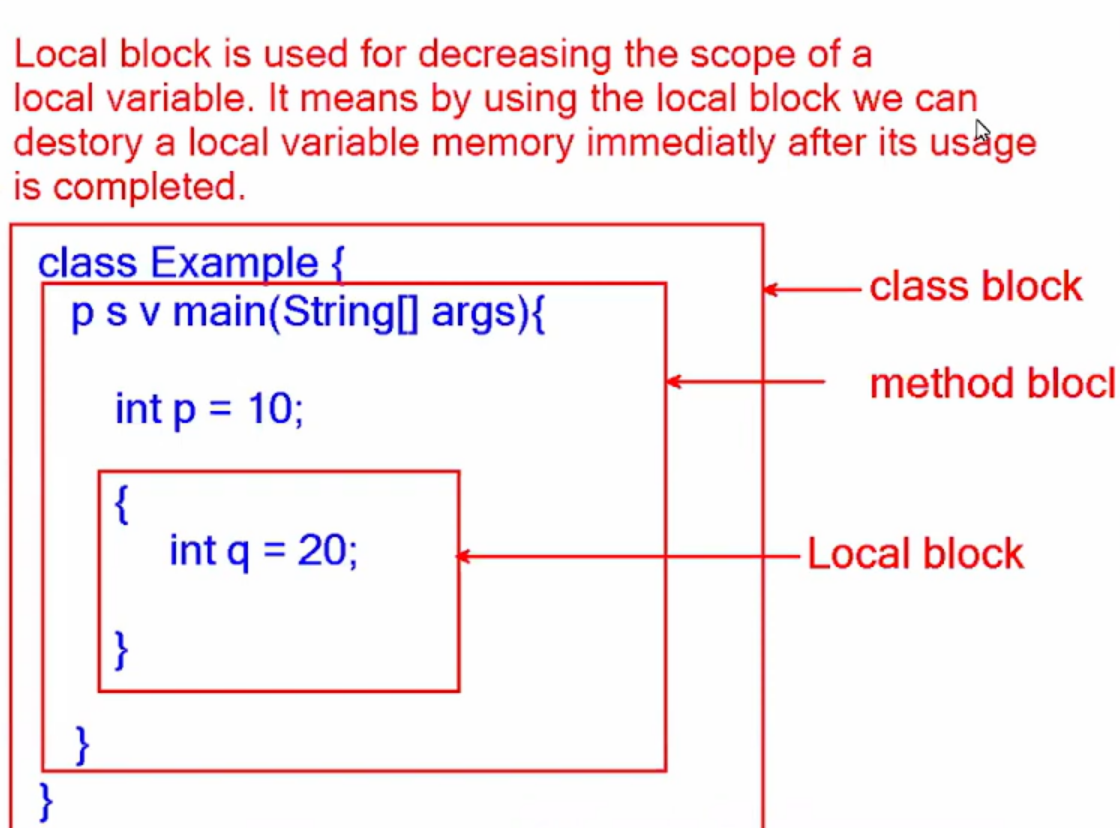 Local block is used for decreasing the scope of a
local variable. It means by using the local block we can
destory a local variable memory immediatly after its usage
is completed.
class Example {
class block
p s v main(String[] args){
method blocl
int p = 10;
{
int q = 20;
Local block
}
}
}